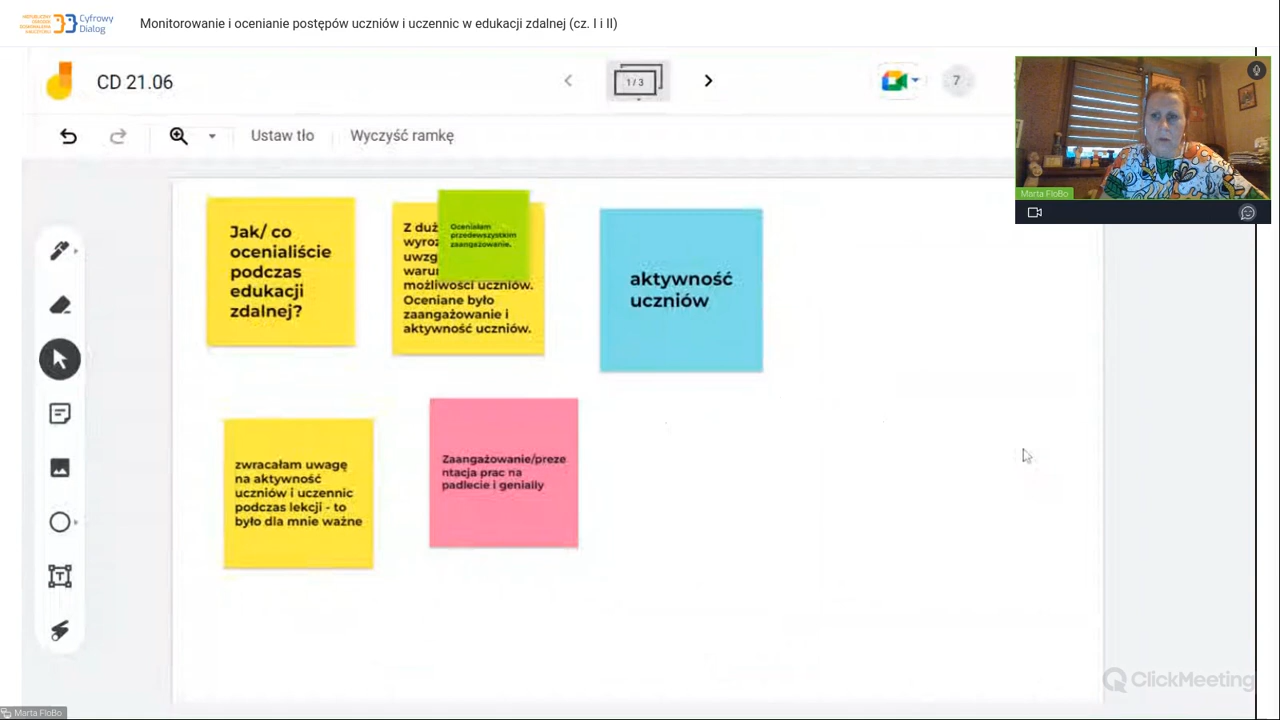 Cyfrowy
Dialog
Monitorowanie i ocenianie postępów uczniów i uczennic w edukacji zdalnej (cz. I i II)
CD 21.06
1 / 3
7
Ustaw tło
Wyczyść ramkę
Marta FloBo
Jak/ co
ocenialiście
podczas
edukacji
zdalnej?
Z duż
wyroz
uwzg
waru
możliwości uczniów.
Oceniane było
zaangażowanie i
aktywność uczniów.
Oceniałam
przedewszystkim
zaangażowanie.
aktywność
uczniów
zwracałam uwagę
na aktywność
uczniów i uczennic
podczas lekcji - to
było dla mnie ważne
Zaangażowanie/preze
ntacja prac na
padlecie i genially
ClickMeeting
Marta FloBo